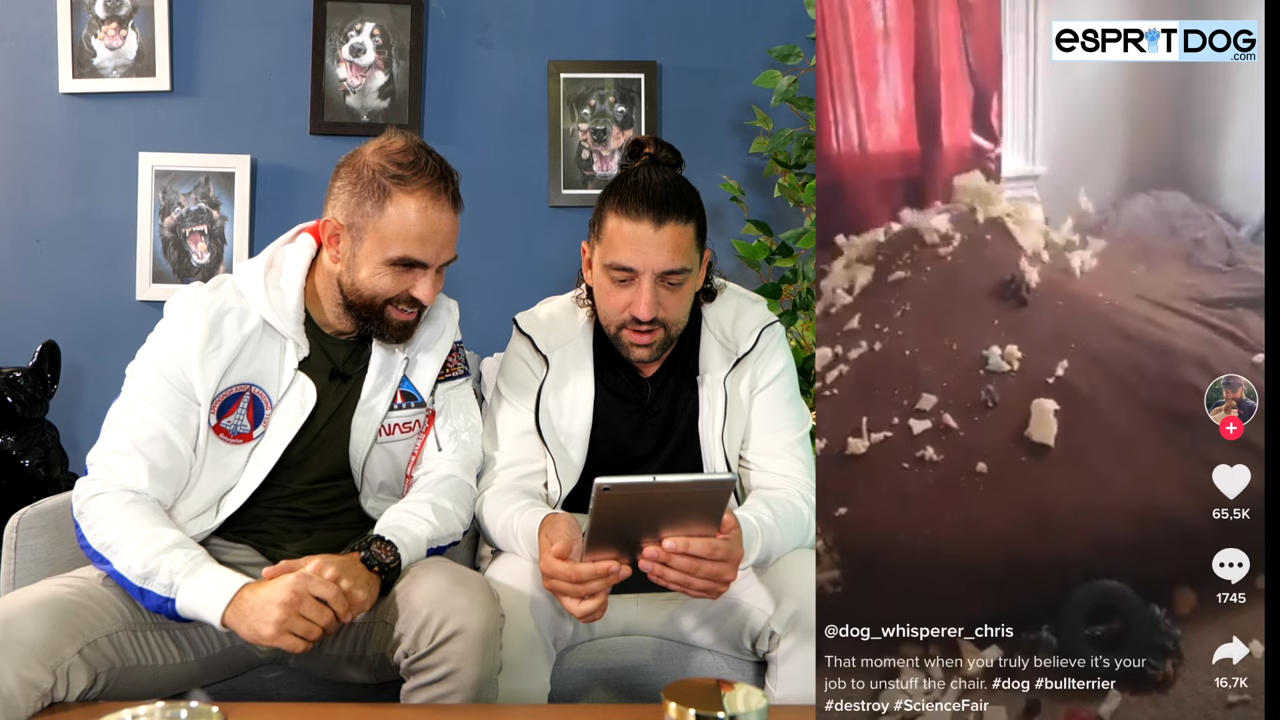 ESPRIT DOG
.com
NASA
65,5K
1745
@dog_whisperer_chris
That moment when you truly believe it's your
job to unstuff the chair. #dog #bullterrier
#destroy #ScienceFair
16,7K